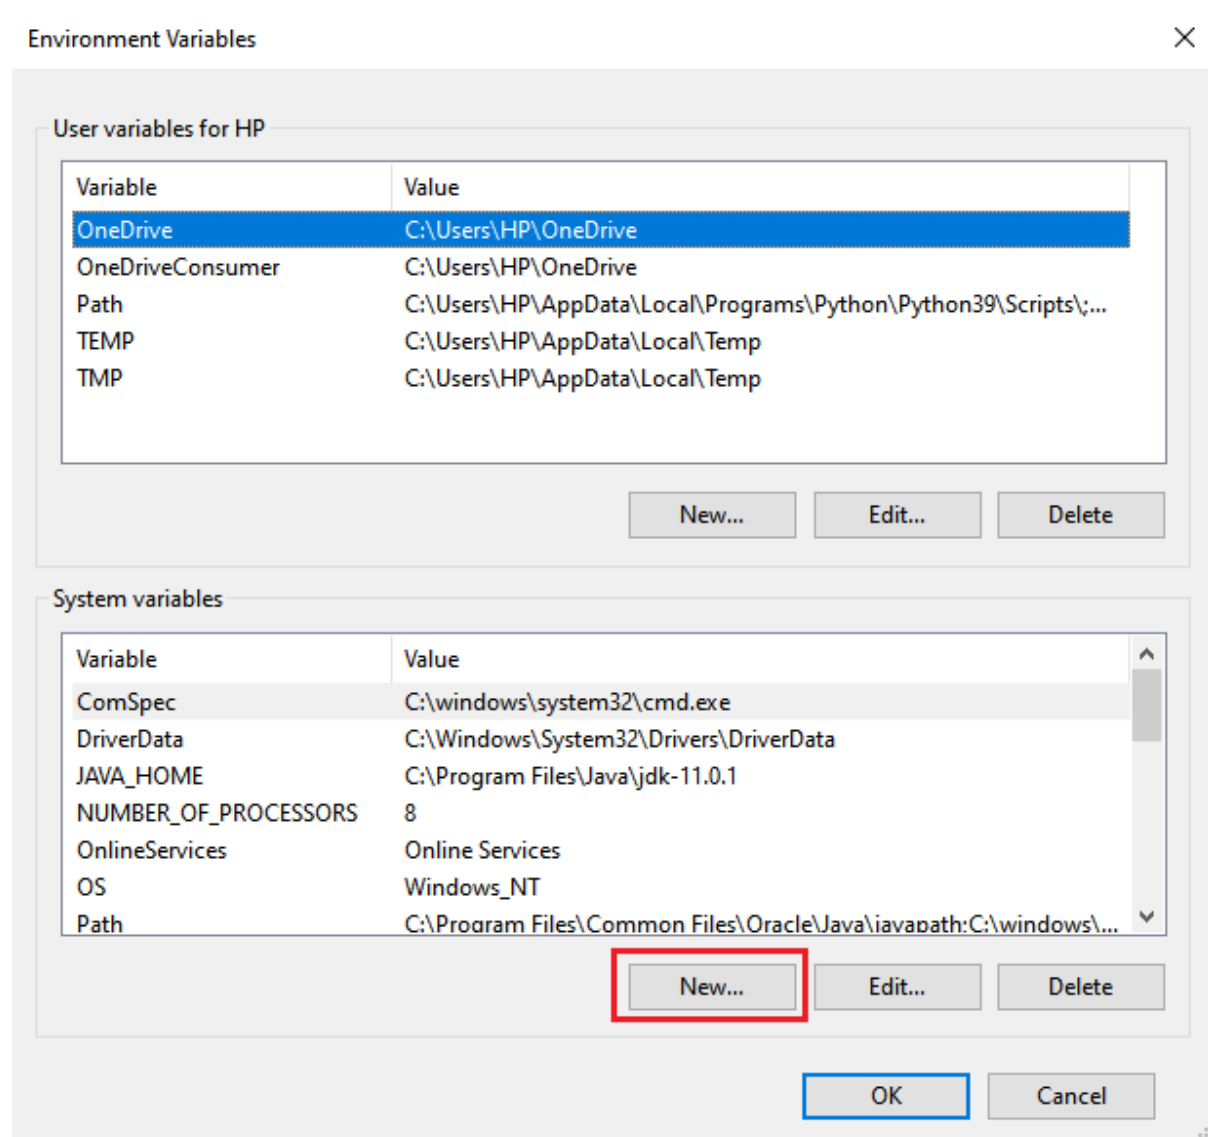 Environment Variables
User variables for HP
Variable Value
OneDrive C:\Users\HP\OneDrive
OneDriveConsumer C:\Users\HP\OneDrive
Path C:\Users\HP\AppData\Local\Programs\Python\Python39\Scripts\;...
TEMP C:\Users\HP\AppData\Local\Temp
TMP C:\Users\HP\AppData\Local\Temp
New... Edit... Delete
System variables
Variable Value
ComSpec C:\windows\system32\cmd.exe
DriverData C:\Windows\System32\Drivers\DriverData
JAVA_HOME C:\Program Files\Java\jdk-11.0.1
NUMBER_OF_PROCESSORS 8
OnlineServices Online Services
OS Windows_NT
Path C:\Program Files\Common Files\Oracle\Java\javapath;C:\windows\...
New... Edit... Delete
OK Cancel